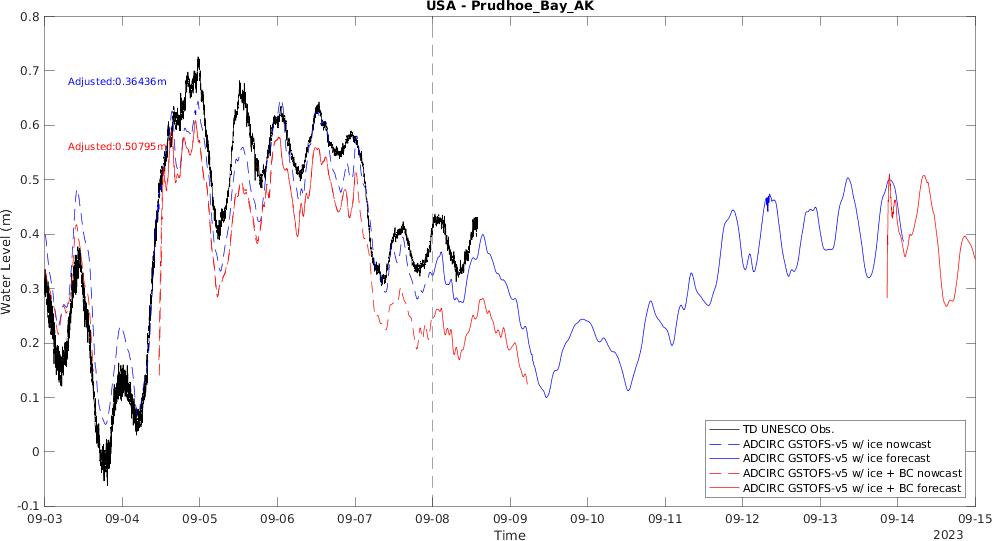 USA - Prudhoe_Bay_AK
Water Level (m)
0.8
0.7
0.6
0.5
0.4
0.3
0.2
0.1
0
-0.1
Adjusted:0.36436m
Adjusted:0.50795m
TD UNESCO Obs.
ADCIRC GSTOFS-v5 w/ ice nowcast
ADCIRC GSTOFS-v5 w/ ice forecast
ADCIRC GSTOFS-v5 w/ ice + BC nowcast
ADCIRC GSTOFS-v5 w/ ice + BC forecast
09-03 09-04 09-05 09-06 09-07 09-08 09-09 09-10 09-11 09-12 09-13 09-14 09-15
Time
2023